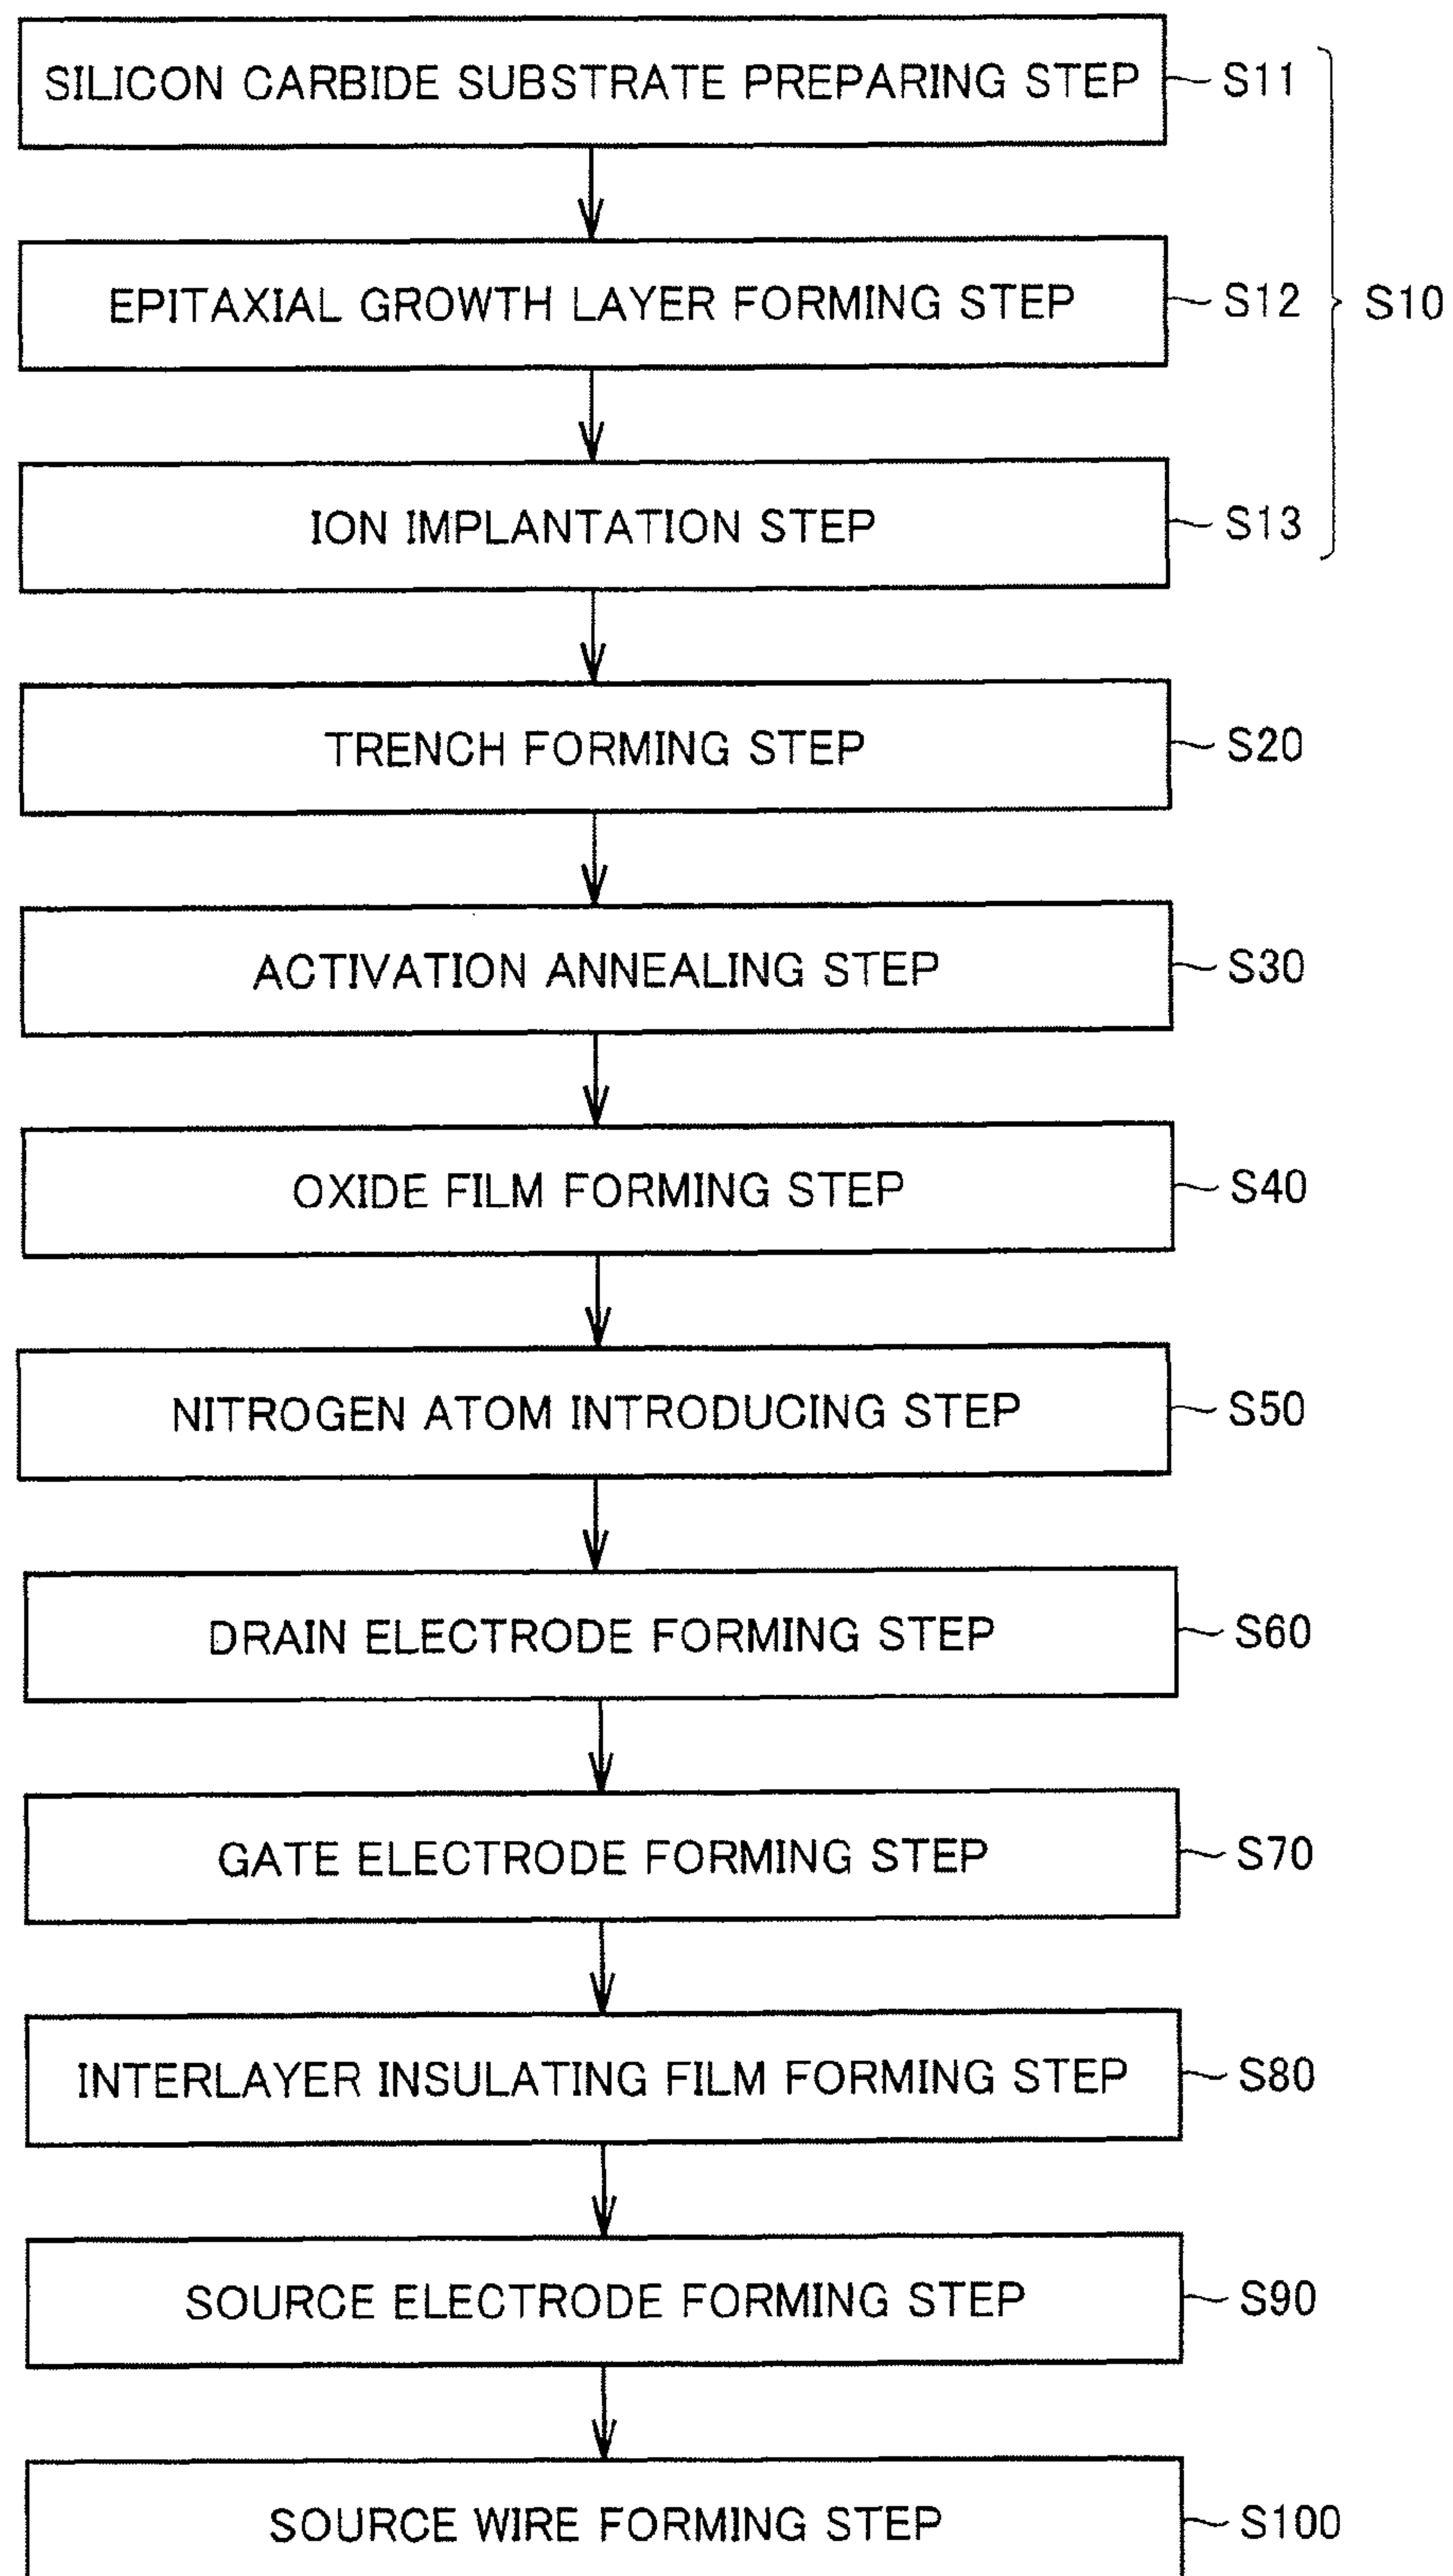 SILICON CARBIDE SUBSTRATE PREPARING STEP S11
EPITAXIAL GROWTH LAYER FORMING STEP S12 S10
ION IMPLANTATION STEP S13
TRENCH FORMING STEP S20
ACTIVATION ANNEALING STEP S30
OXIDE FILM FORMING STEP S40
NITROGEN ATOM INTRODUCING STEP S50
DRAIN ELECTRODE FORMING STEP S60
GATE ELECTRODE FORMING STEP S70
INTERLAYER INSULATING FILM FORMING STEP S80
SOURCE ELECTRODE FORMING STEP S90
SOURCE WIRE FORMING STEP S100